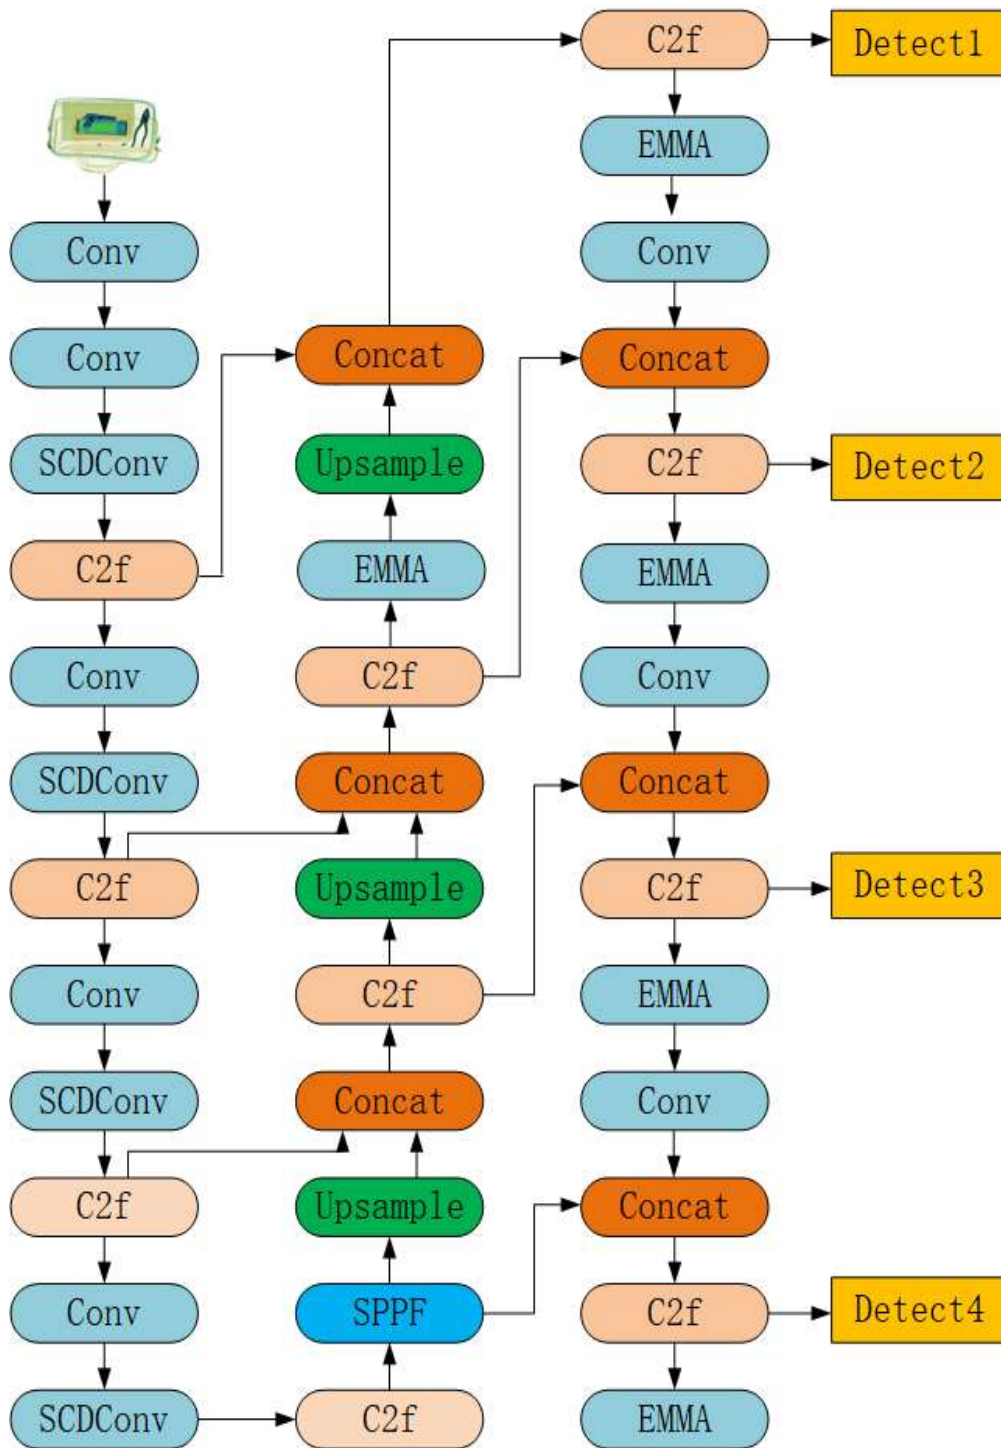 Conv
Conv
SCDConv
C2f
Conv
SCDConv
C2f
Conv
SCDConv
C2f
Conv
SCDConv
Concat
Upsample
EMMA
C2f
Concat
Upsample
C2f
Concat
Upsample
SPPF
C2f
C2f
EMMA
Conv
Concat
C2f
EMMA
Conv
Concat
C2f
EMMA
Conv
Concat
C2f
EMMA
Detect1
Detect2
Detect3
Detect4